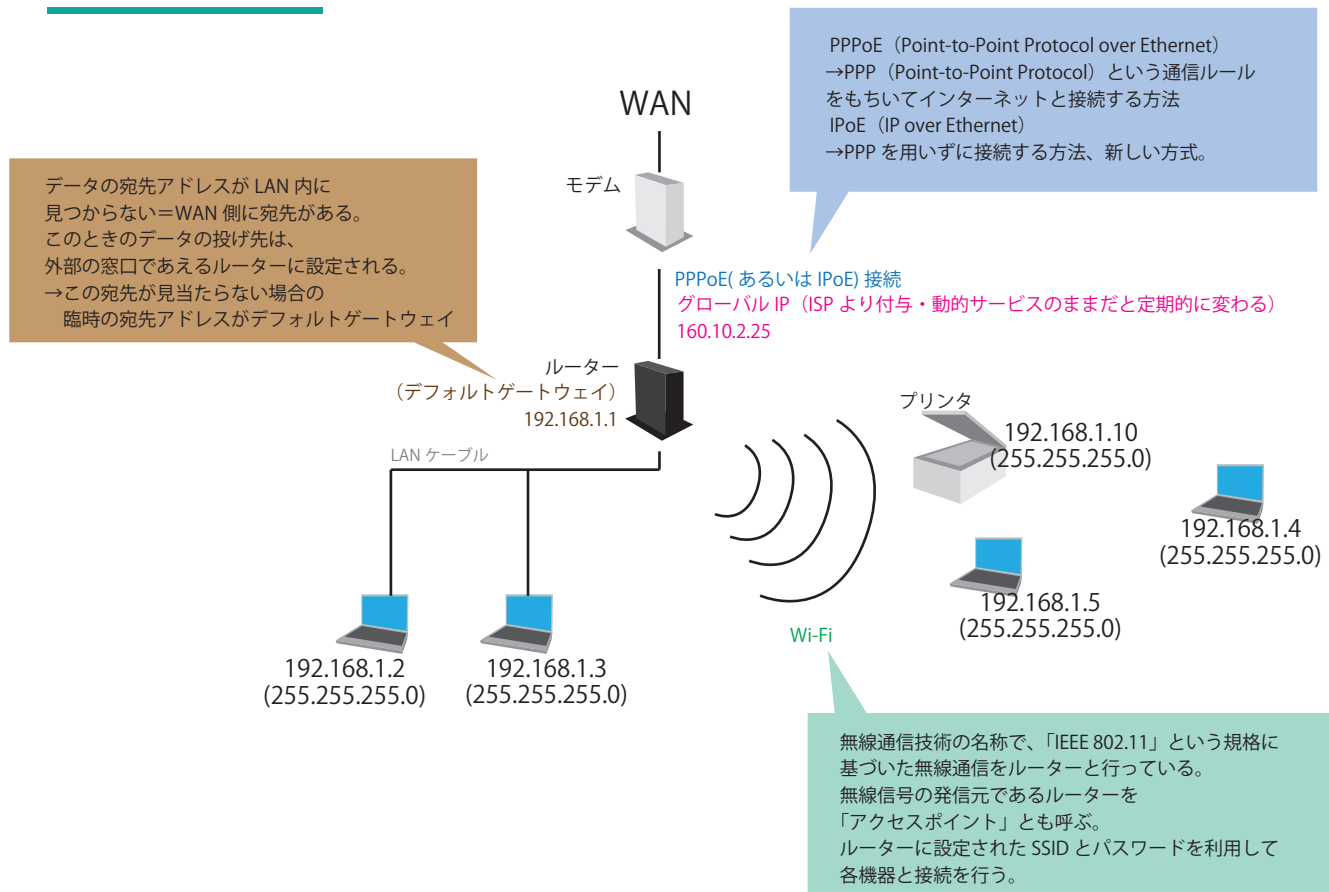 PPPoE（Point-to-Point Protocol over Ethernet）
→PPP（Point-to-Point Protocol）という通信ルール
をもちいてインターネットと接続する方法
IPoE（IP over Ethernet）
→PPP を用いずに接続する方法、新しい方式。
WAN
モデム
データの宛先アドレスが LAN 内に
見つからない＝WAN 側に宛先がある。
このときのデータの投げ先は、
外部の窓口であえるルーターに設定される。
→この宛先が見当たらない場合の
臨時の宛先アドレスがデフォルトゲートウェイ
PPPoE( あるいは IPoE) 接続
グローバル IP（ISP より付与・動的サービスのままだと定期的に変わる）
160.10.2.25
ルーター
（デフォルトゲートウェイ）
192.168.1.1
LAN ケーブル
プリンタ
192.168.1.10
(255.255.255.0)
192.168.1.4
(255.255.255.0)
192.168.1.5
(255.255.255.0)
Wi-Fi
192.168.1.2
(255.255.255.0)
192.168.1.3
(255.255.255.0)
無線通信技術の名称で、「IEEE 802.11」という規格に
基づいた無線通信をルーターと行っている。
無線信号の発信元であるルーターを
「アクセスポイント」とも呼ぶ。
ルーターに設定された SSID とパスワードを利用して
各機器と接続を行う。